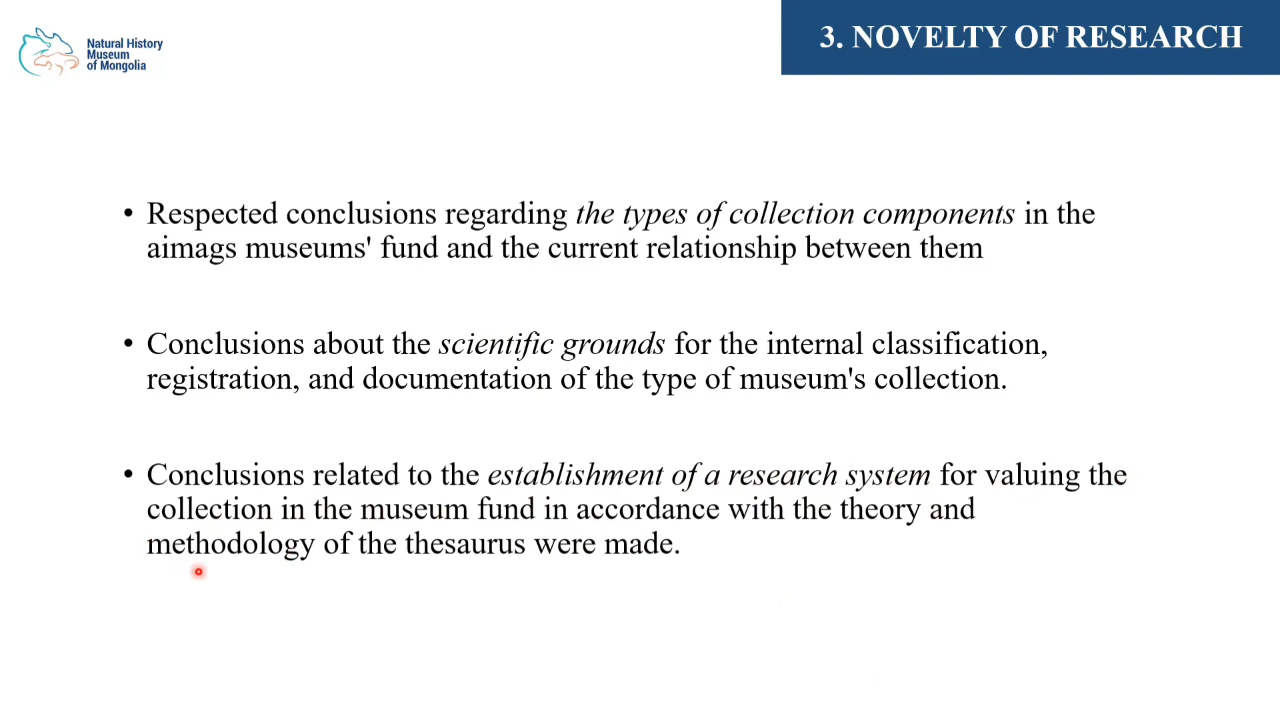 Natural History
Museum
of Mongolia
3. NOVELTY OF RESEARCH
• Respected conclusions regarding the types of collection components in the
aimags museums' fund and the current relationship between them
• Conclusions about the scientific grounds for the internal classification,
registration, and documentation of the type of museum's collection.
• Conclusions related to the establishment of a research system for valuing the
collection in the museum fund in accordance with the theory and
methodology of the thesaurus were made.